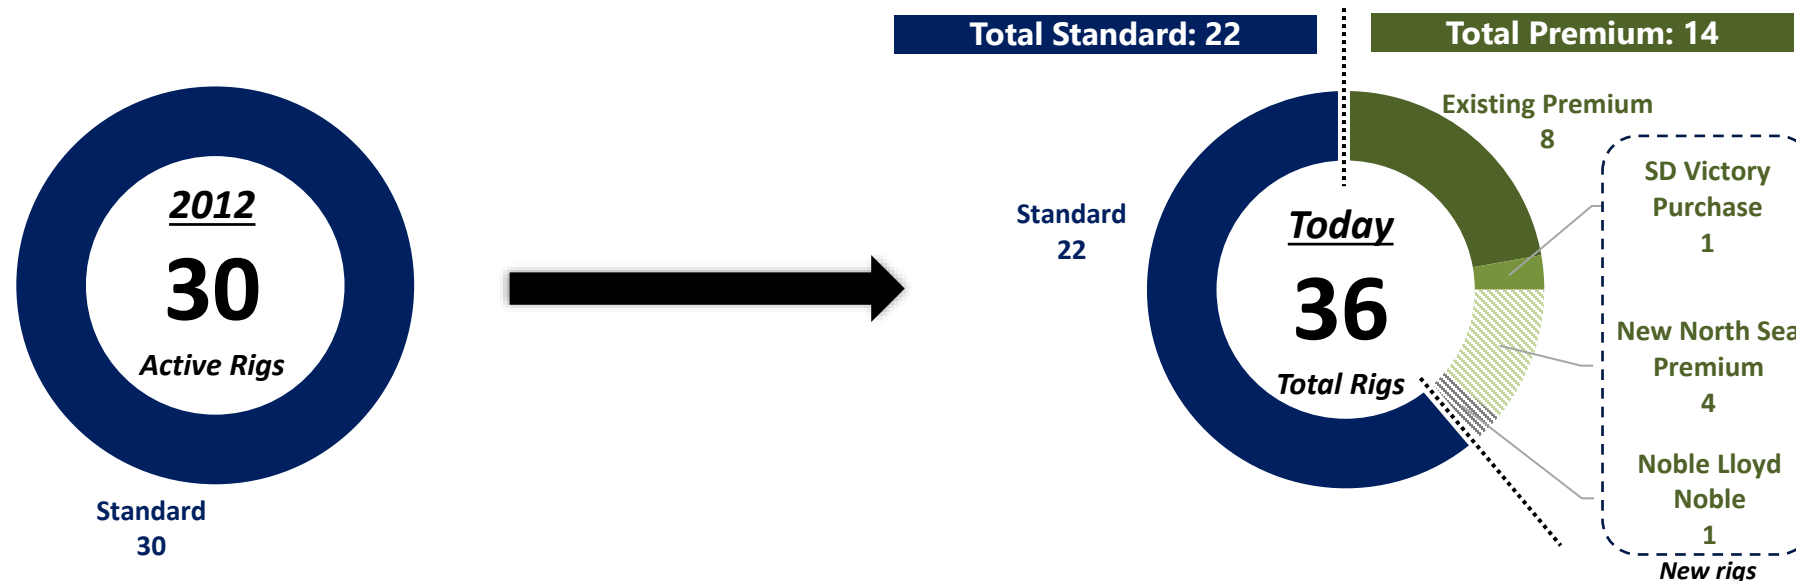 Total Standard: 22
Total Premium: 14
2012
30
Active Rigs
Standard
30
Standard
22
Today
36
Total Rigs
Existing Premium
8
SD Victory
Purchase
1
New North Sea
Premium
4
Noble Lloyd
Noble
1
New rigs